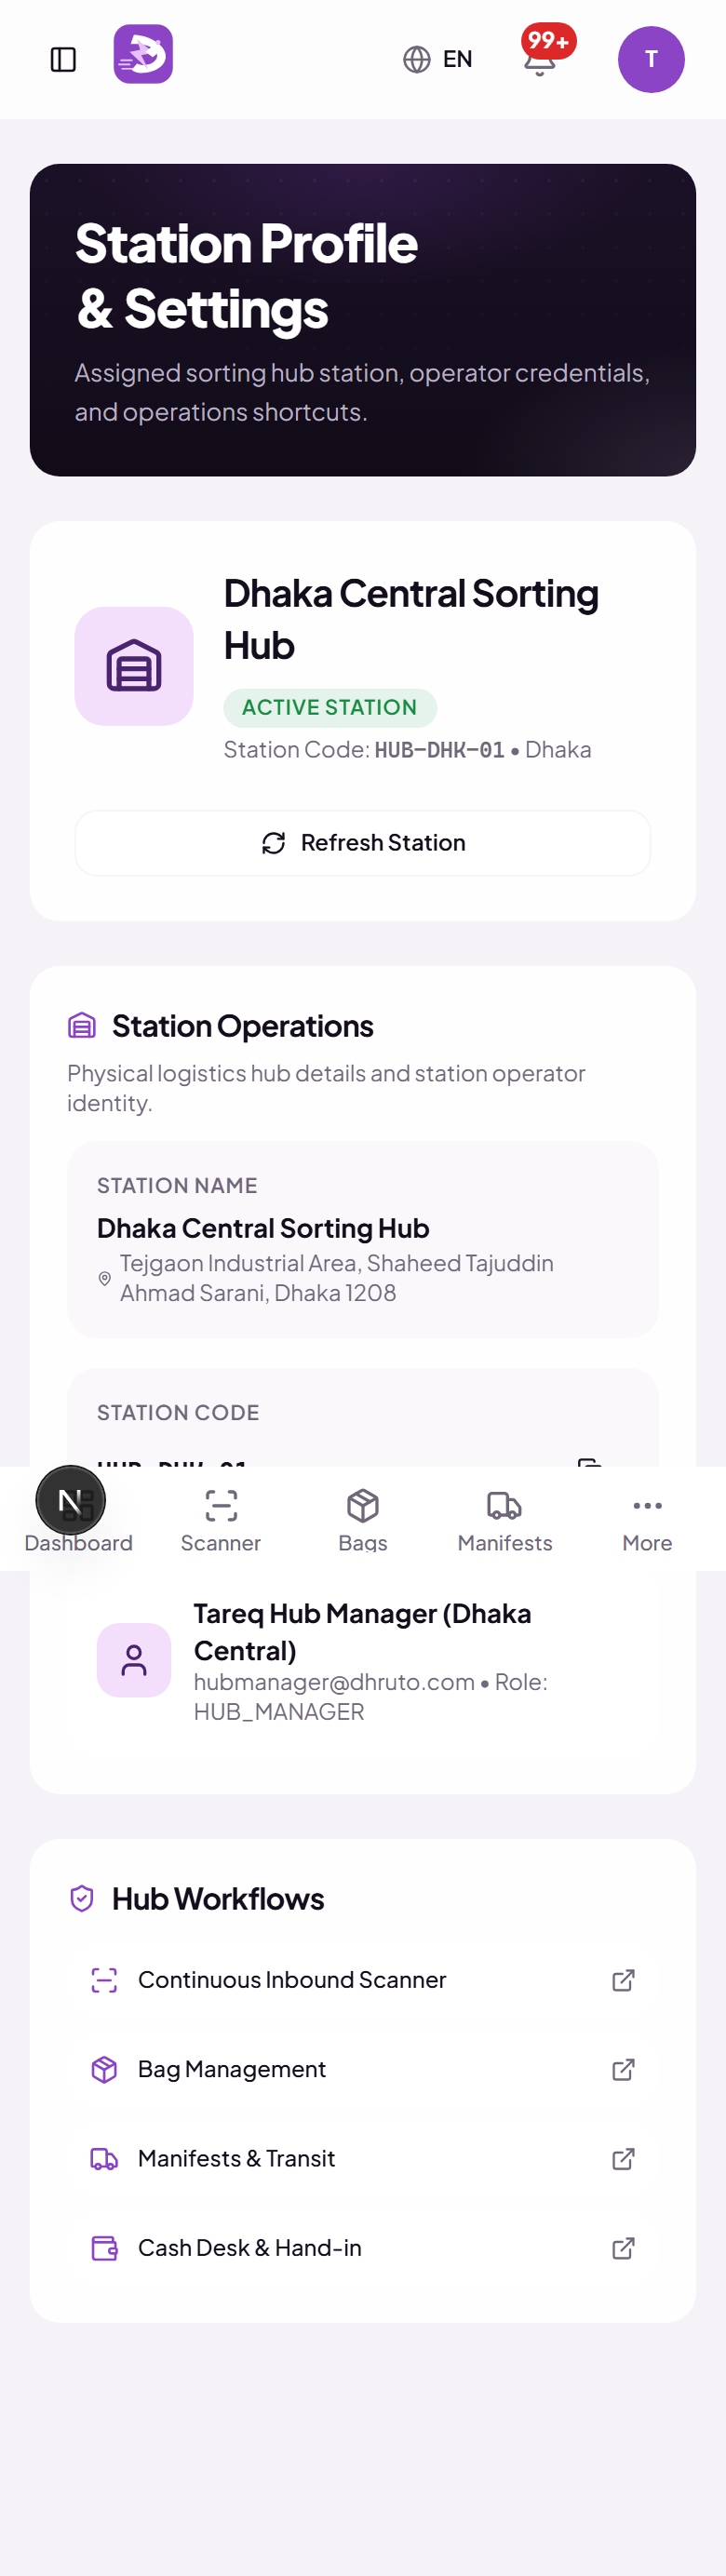 EN
99+
T
Station Profile
& Settings
Assigned sorting hub station, operator credentials,
and operations shortcuts.
Dhaka Central Sorting
Hub
ACTIVE STATION
Station Code: HUB-DHK-01 • Dhaka
Refresh Station
Station Operations
Physical logistics hub details and station operator
identity.
STATION NAME
Dhaka Central Sorting Hub
Tejgaon Industrial Area, Shaheed Tajuddin
Ahmad Sarani, Dhaka 1208
STATION CODE
N
Dashboard
Scanner
Bags
Manifests
More
Tareq Hub Manager (Dhaka
Central)
hubmanager@dhruto.com • Role:
HUB_MANAGER
Hub Workflows
Continuous Inbound Scanner
Bag Management
Manifests & Transit
Cash Desk & Hand-in